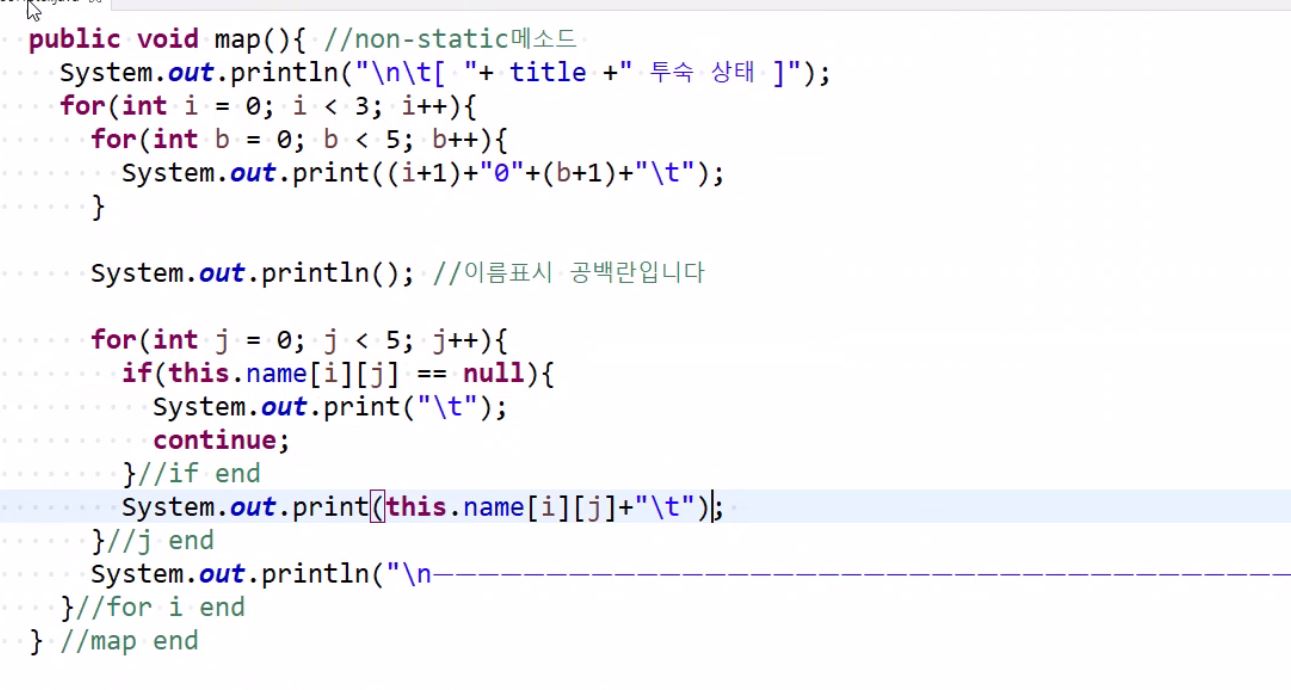 public void map(){ //non-static메소드
System.out.println("\n\t[ "+ title +" 투숙 상태 ]");
for(int i = 0; i < 3; i++){
for(int b = 0; b < 5; b++){
System.out.print((i+1)+"0"+(b+1)+"\t");
}
System.out.println(); //이름표시 공백란입니다
for(int j = 0; j < 5; j++){
if(this.name[i][j] == null){
System.out.print("\t");
continue;
}//if end
System.out.print(this.name[i][j]+"\t");
}//j end
System.out.println("\n────────────────────────────────────────
}//for i end
} //map end